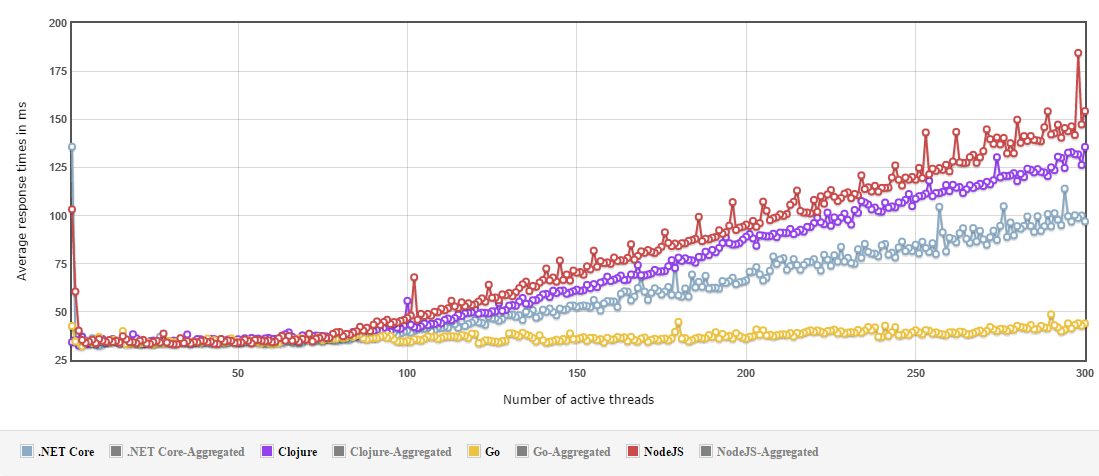 200
175
150
125
100
75
50
25
Average response times in ms
50
100
150
200
250
300
Number of active threads
.NET Core
.NET Core-Aggregated
Clojure
Clojure-Aggregated
Go
Go-Aggregated
NodeJS
NodeJS-Aggregated